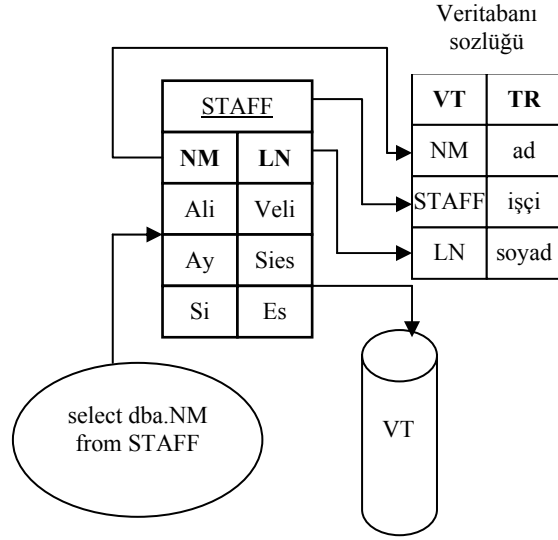 Veritabanı
sozlüğü
VT TR
NM ad
STAFF işçi
LN soyad
STAFF
NM LN
Ali Veli
Ay Sies
Si Es
select dba.NM
from STAFF
VT